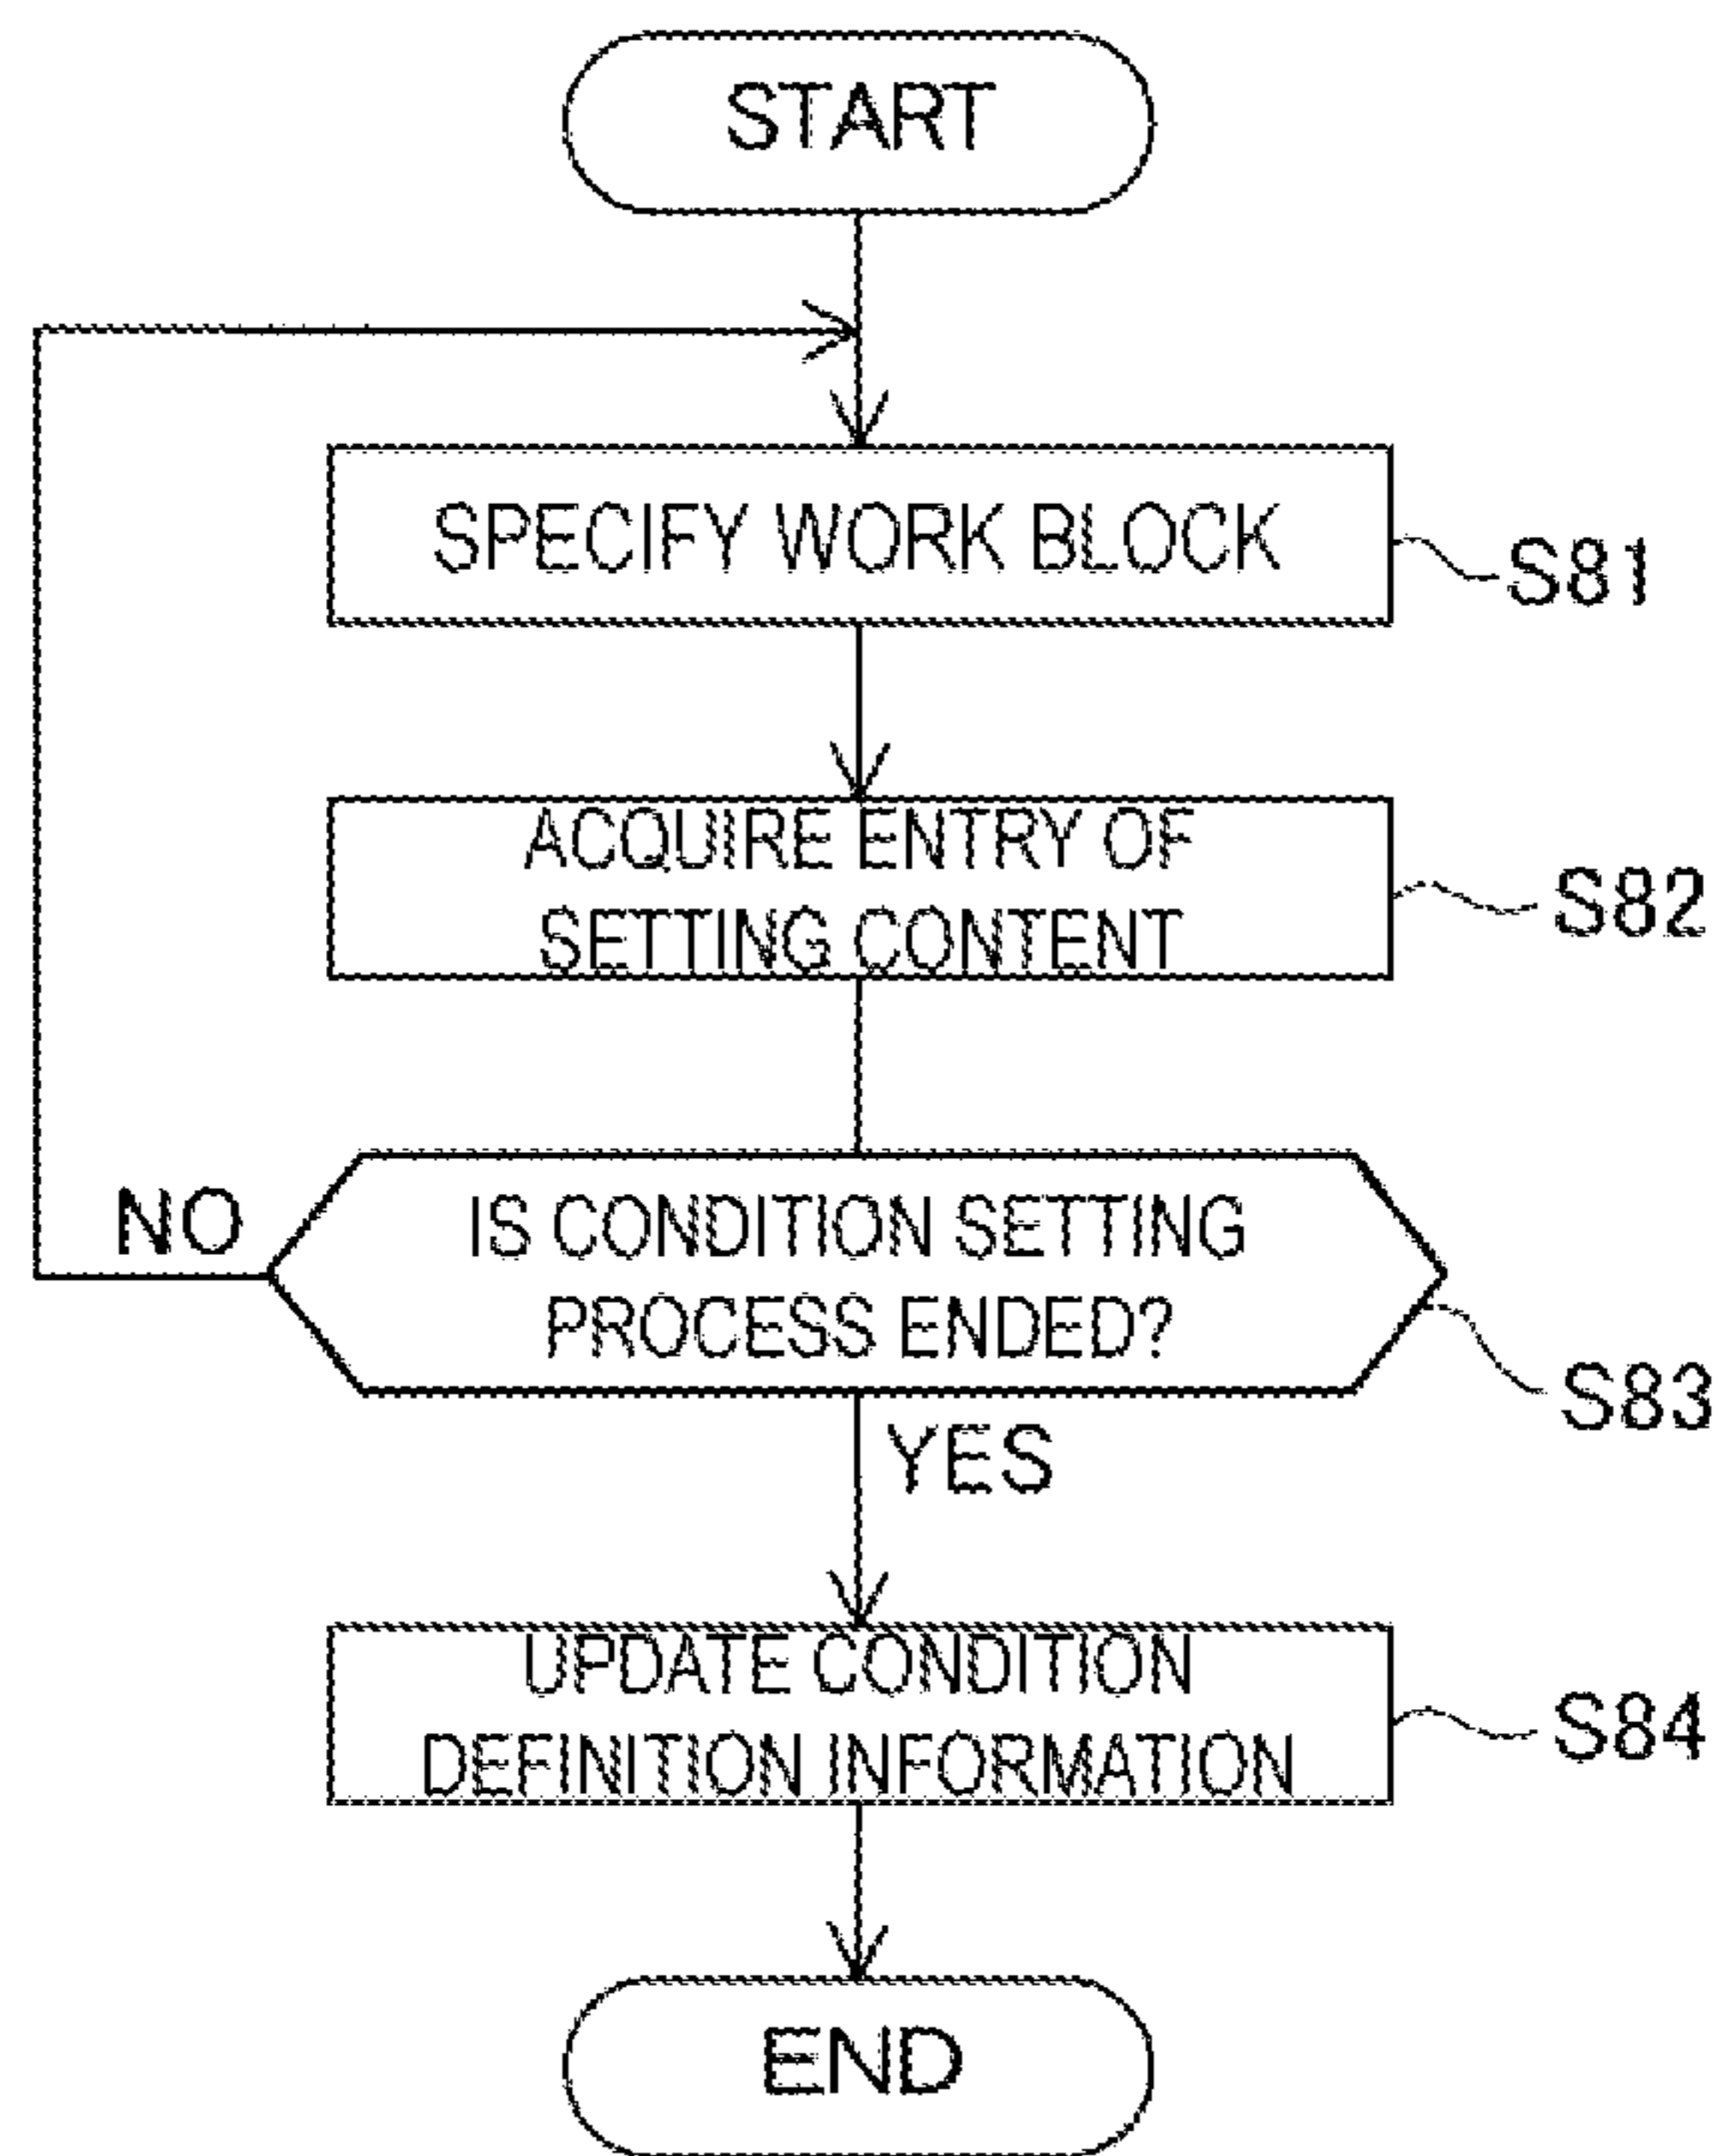 START
SPECIFY WORK BLOCK
S81
ACQUIRE ENTRY OF
SETTING CONTENT
S82
NO
IS CONDITION SETTING
PROCESS ENDED?
S83
YES
UPDATE CONDITION
DEFINITION INFORMATION
S84
END